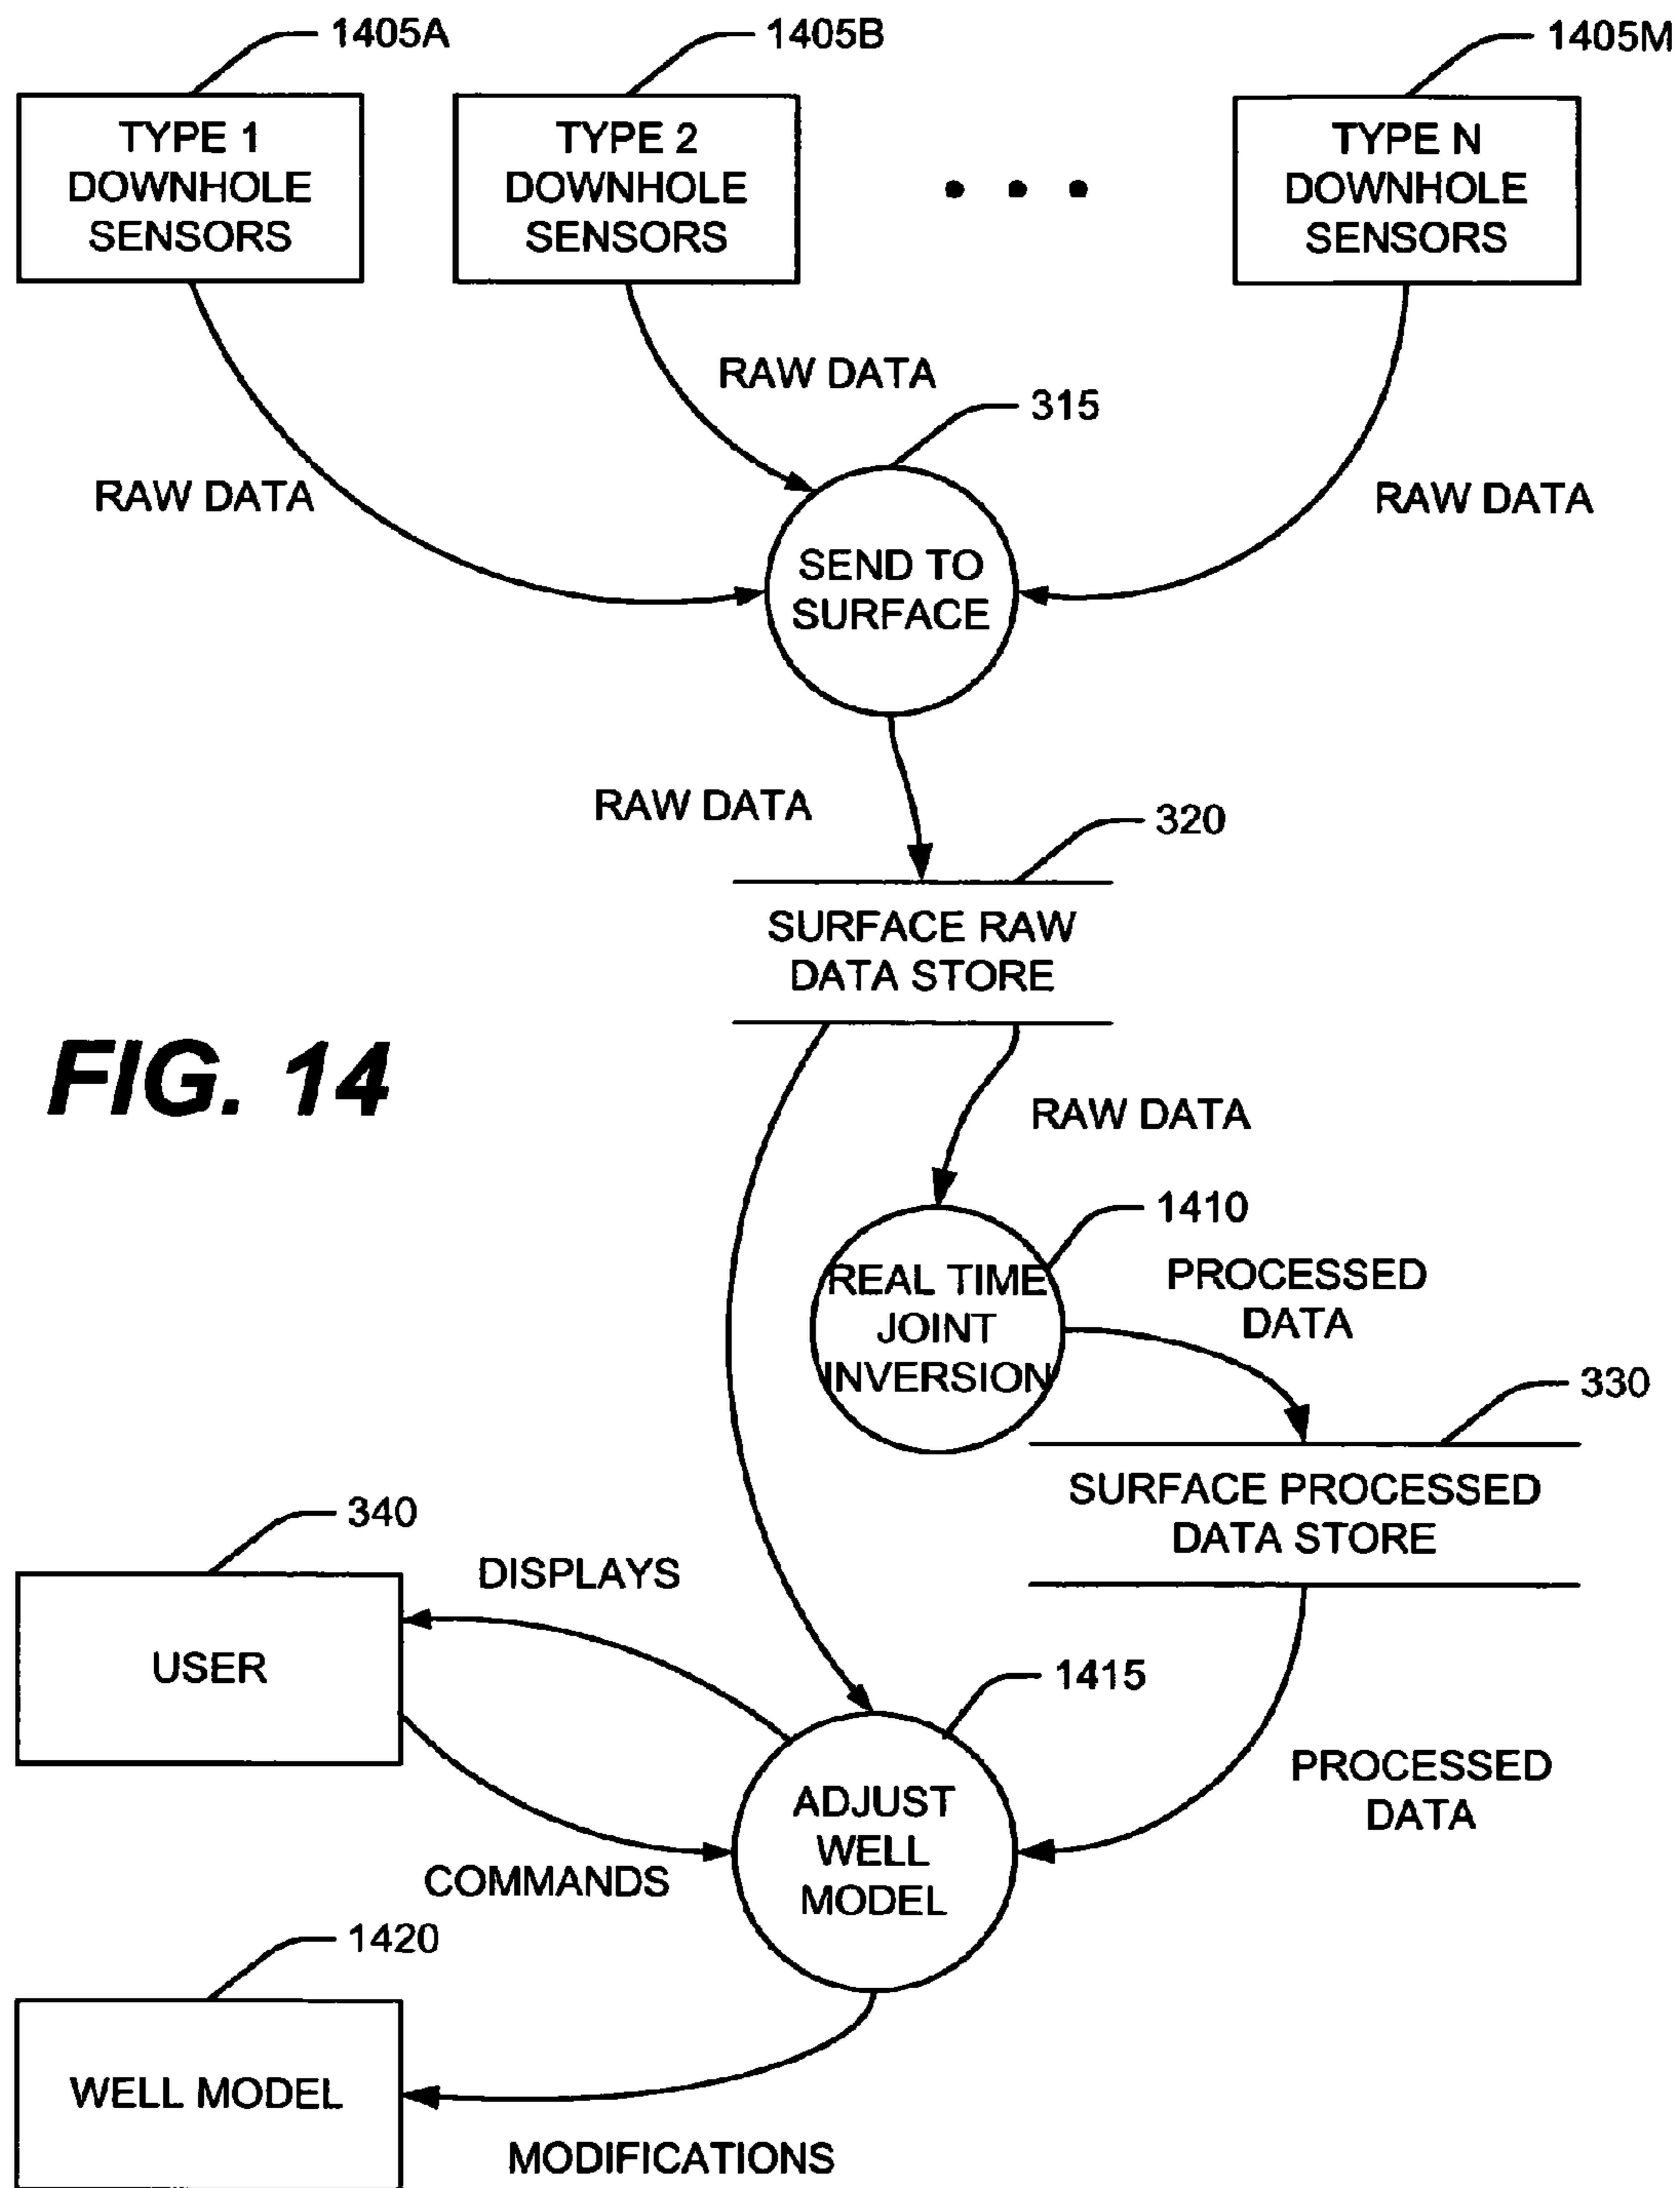 1405A
1405B
1405M
TYPE 1
DOWNHOLE
SENSORS
TYPE 2
DOWNHOLE
SENSORS
• • •
TYPE N
DOWNHOLE
SENSORS
RAW DATA
315
RAW DATA
RAW DATA
SEND TO
SURFACE
RAW DATA
320
SURFACE RAW
DATA STORE
FIG. 14
RAW DATA
1410
REAL TIME
JOINT
INVERSION
PROCESSED
DATA
330
SURFACE PROCESSED
DATA STORE
340
DISPLAYS
USER
1415
ADJUST
WELL
MODEL
PROCESSED
DATA
COMMANDS
1420
WELL MODEL
MODIFICATIONS